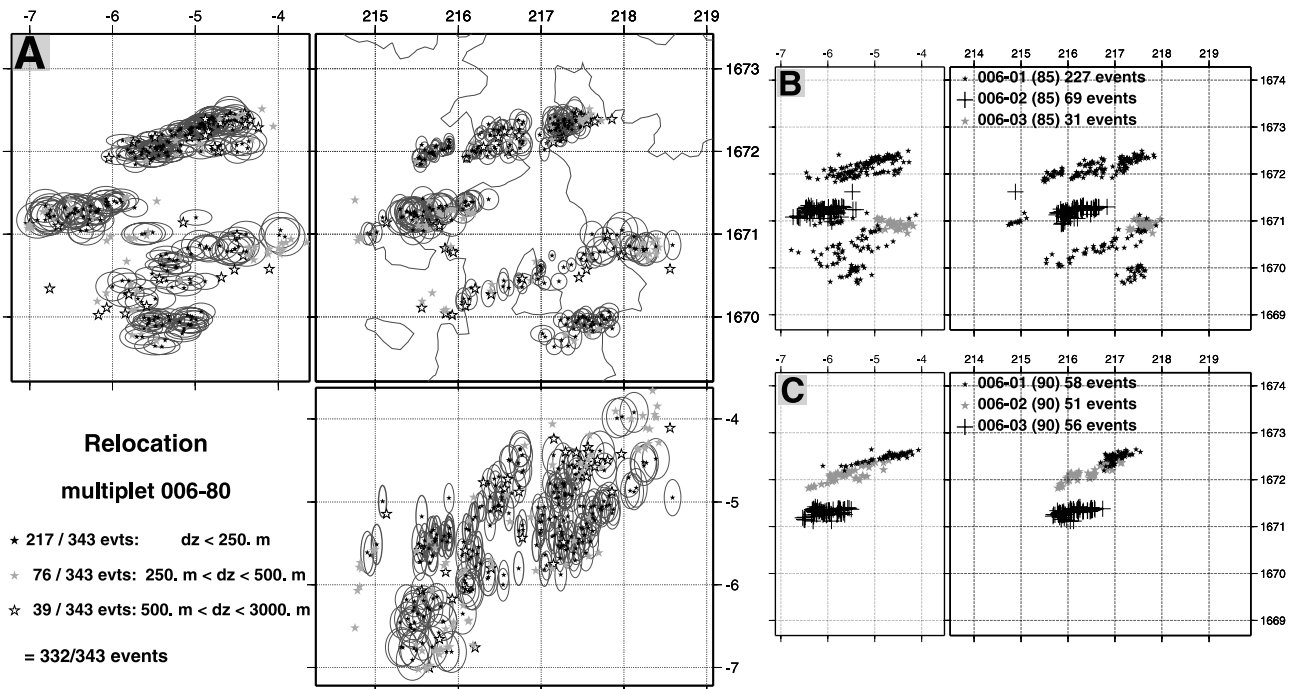 -7 -6 -5 -4 215 216 217 218 219
A
1673
1672
1671
1670
-4
-5
-6
-7
Relocation
multiplet 006-80
217 / 343 evts: dz < 250. m
76 / 343 evts: 250. m < dz < 500. m
39 / 343 evts: 500. m < dz < 3000. m
= 332/343 events
-7 -6 -5 -4 214 215 216 217 218 219
B
006-01 (85) 227 events
006-02 (85) 69 events
006-03 (85) 31 events
1674
1673
1672
1671
1670
1669
-7 -6 -5 -4 214 215 216 217 218 219
C
006-01 (90) 58 events
006-02 (90) 51 events
006-03 (90) 56 events
1674
1673
1672
1671
1670
1669